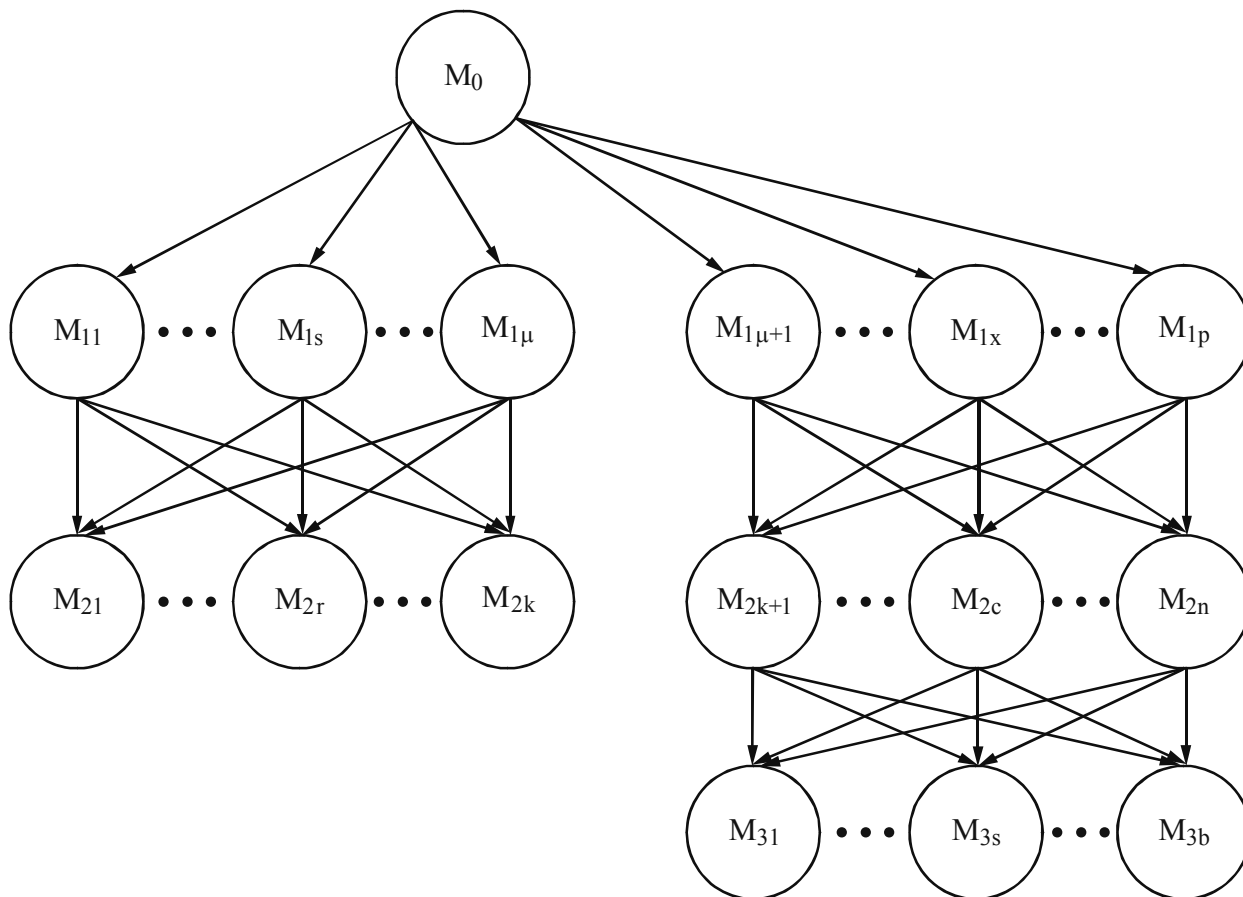 M₀
M₁₁ • • • M₁ₛ • • • M₁μ M₁μ₊₁ • • • M₁ₓ • • • M₁ₚ
M₂₁ • • • M₂ᵣ • • • M₂ₖ M₂ₖ₊₁ • • • M₂c • • • M₂ₙ
M₃₁ • • • M₃ₛ • • • M₃b